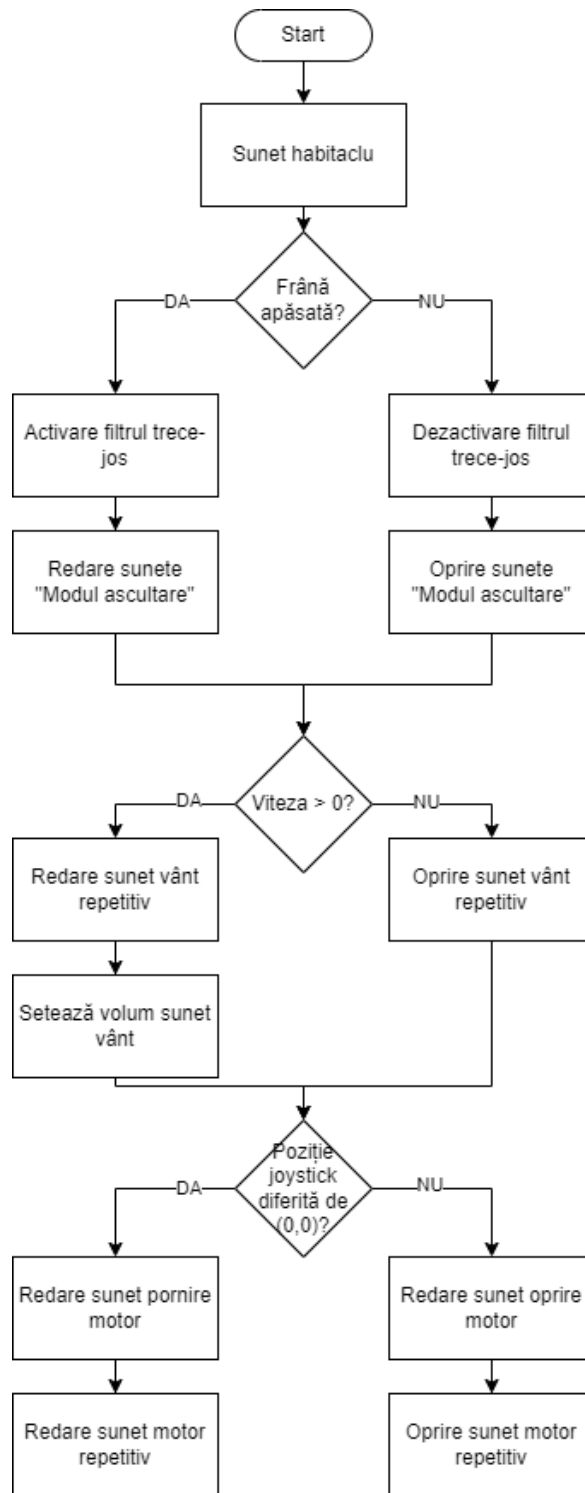 Start
Sunet habitaclu
Frână
apăsată?
DA
NU
Activare filtrul trece-
jos
Dezactivare filtrul
trece-jos
Redare sunete
"Modul ascultare"
Oprire sunete
"Modul ascultare"
Viteza > 0?
DA
NU
Redare sunet vânt
repetitiv
Oprire sunet vânt
repetitiv
Setează volum sunet
vânt
Poziție
joystick
diferită de
(0,0)?
DA
NU
Redare sunet pornire
motor
Redare sunet oprire
motor
Redare sunet motor
repetitiv
Oprire sunet motor
repetitiv